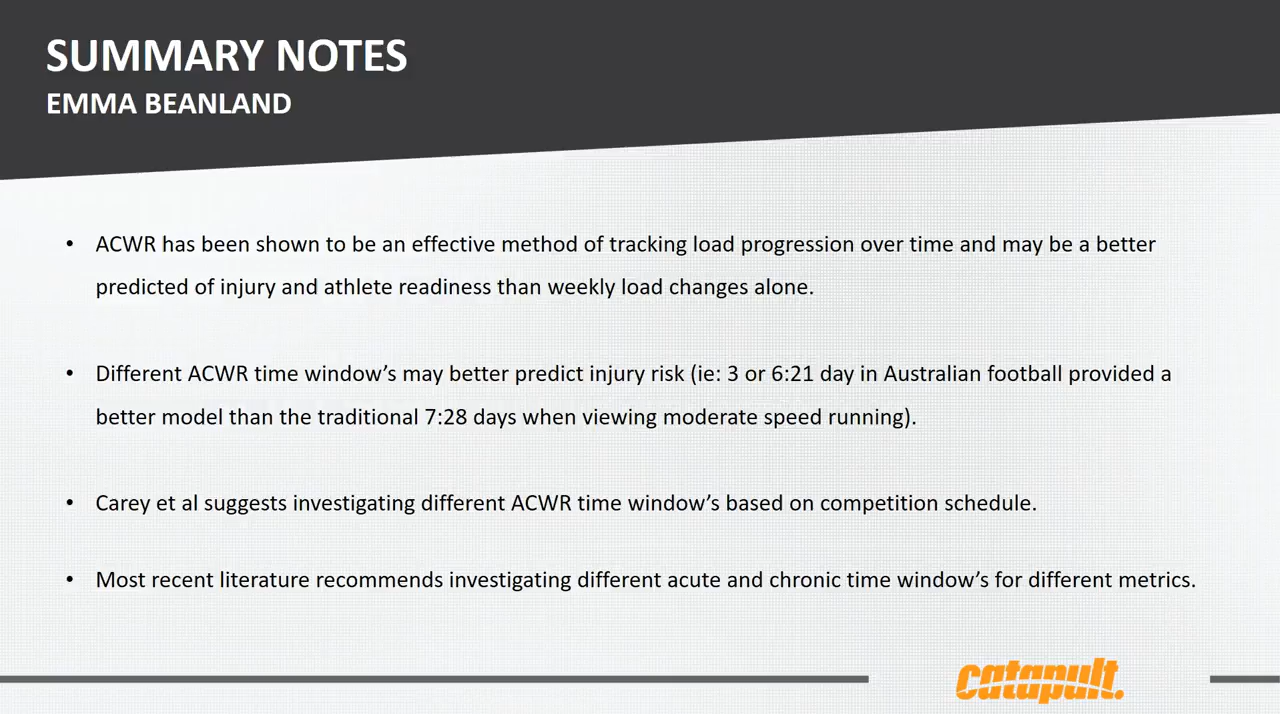 SUMMARY NOTES
EMMA BEANLAND
• ACWR has been shown to be an effective method of tracking load progression over time and may be a better
predicted of injury and athlete readiness than weekly load changes alone.
• Different ACWR time window’s may better predict injury risk (ie: 3 or 6:21 day in Australian football provided a
better model than the traditional 7:28 days when viewing moderate speed running).
• Carey et al suggests investigating different ACWR time window’s based on competition schedule.
• Most recent literature recommends investigating different acute and chronic time window’s for different metrics.
catapult.